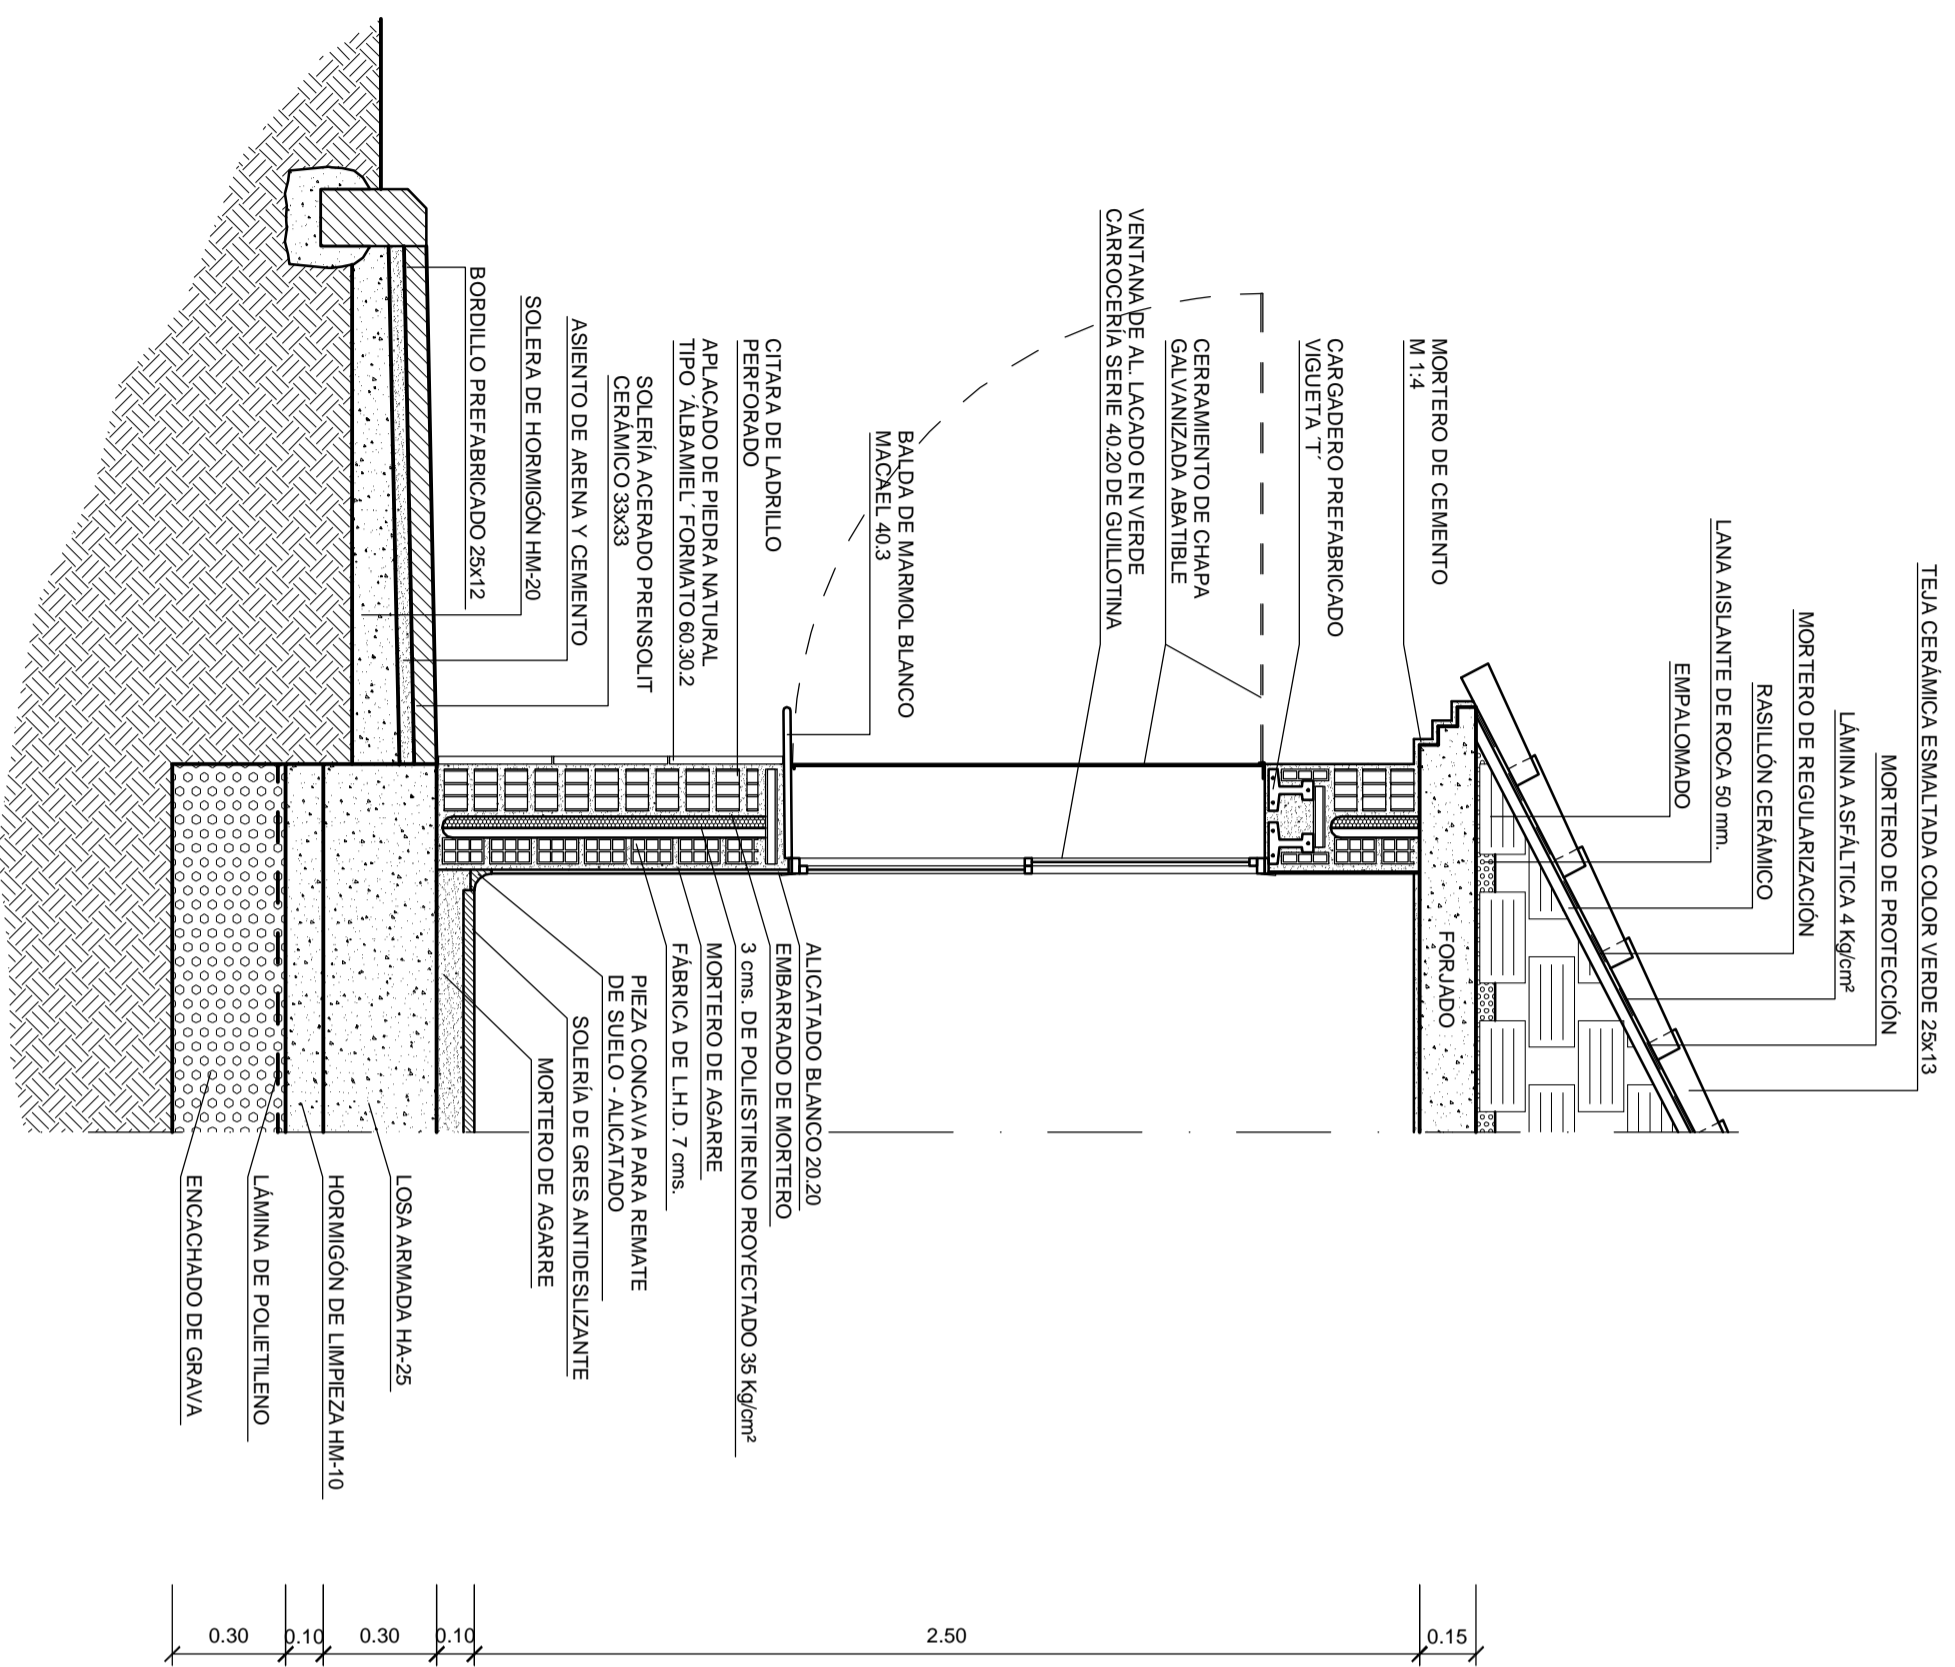 TEJA CERÁMICA ESMALTADA COLOR VERDE 25x13
MORTERO DE PROTECCIÓN
LÁMINA ASFÁLTICA 4 Kg/cm²
MORTERO DE REGULARIZACIÓN
RASILLÓN CERÁMICO
LANA AISLANTE DE ROCA 50 mm.
EMPALOMADO
MORTERO DE CEMENTO
M 1:4
CARGADERO PREFABRICADO
VIGUETA ´T´
CERRAMIENTO DE CHAPA
GALVANIZADA ABATIBLE
VENTANA DE AL. LACADO EN VERDE
CARROCERÍA SERIE 40.20 DE GUILLOTINA
BALDA DE MARMOL BLANCO
MACAEL 40.3
CITARA DE LADRILLO
PERFORADO
APLACADO DE PIEDRA NATURAL
TIPO ´ÁLBAMIEL´ FORMATO 60.30.2
SOLERÍA ACERADO PRENSOLIT
CERÁMICO 33x33
ASIENTO DE ARENA Y CEMENTO
SOLERA DE HORMIGÓN HM-20
BORDILLO PREFABRICADO 25x12
FORJADO
ALICATADO BLANCO 20.20
EMBARRADO DE MORTERO
3 cms. DE POLIESTIRENO PROYECTADO 35 Kg/cm²
MORTERO DE AGARRE
FÁBRICA DE L.H.D. 7 cms.
PIEZA CONCAVA PARA REMATE
DE SUELO - ALICATADO
SOLERÍA DE GRES ANTIDESLIZANTE
MORTERO DE AGARRE
LOSA ARMADA HA-25
HORMIGÓN DE LIMPIEZA HM-10
LÁMINA DE POLIETILENO
ENCACHADO DE GRAVA
0.15
2.50
0.10
0.30
0.10
0.30